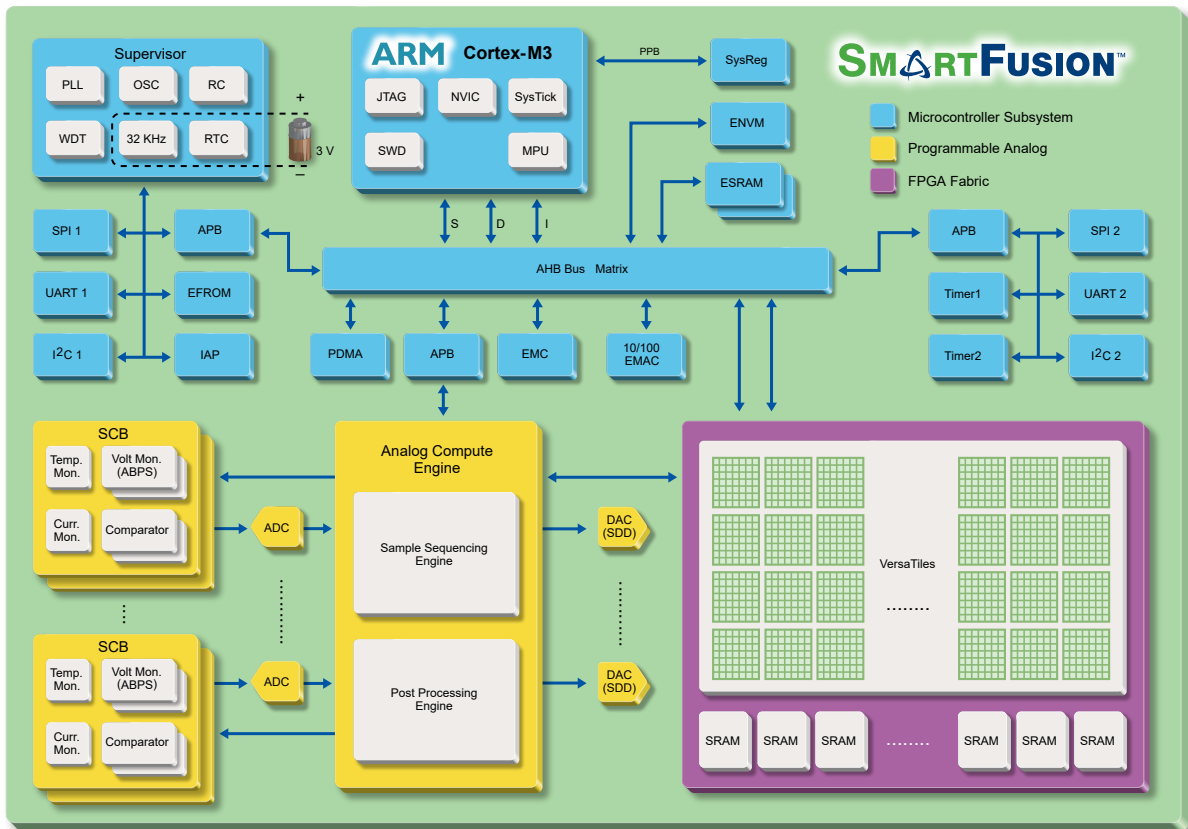 Supervisor
PLL
OSC
RC
WDT
32 KHz
RTC
+
3 V
–
ARM Cortex-M3
JTAG
NVIC
SysTick
SWD
MPU
PPB
SysReg
ENVM
ESRAM
SMARTFUSION™
Microcontroller Subsystem
Programmable Analog
FPGA Fabric
S
D
I
SPI 1
APB
UART 1
EFROM
I²C 1
IAP
AHB Bus Matrix
PDMA
APB
EMC
10/100
EMAC
APB
SPI 2
Timer1
UART 2
Timer2
I²C 2
SCB
Temp.
Mon.
Volt Mon.
(ABPS)
Curr.
Mon.
Comparator
ADC
SCB
Temp.
Mon.
Volt Mon.
(ABPS)
Curr.
Mon.
Comparator
ADC
Analog Compute
Engine
Sample Sequencing
Engine
Post Processing
Engine
DAC
(SDD)
DAC
(SDD)
VersaTiles
........
SRAM
SRAM
SRAM
........
SRAM
SRAM
SRAM